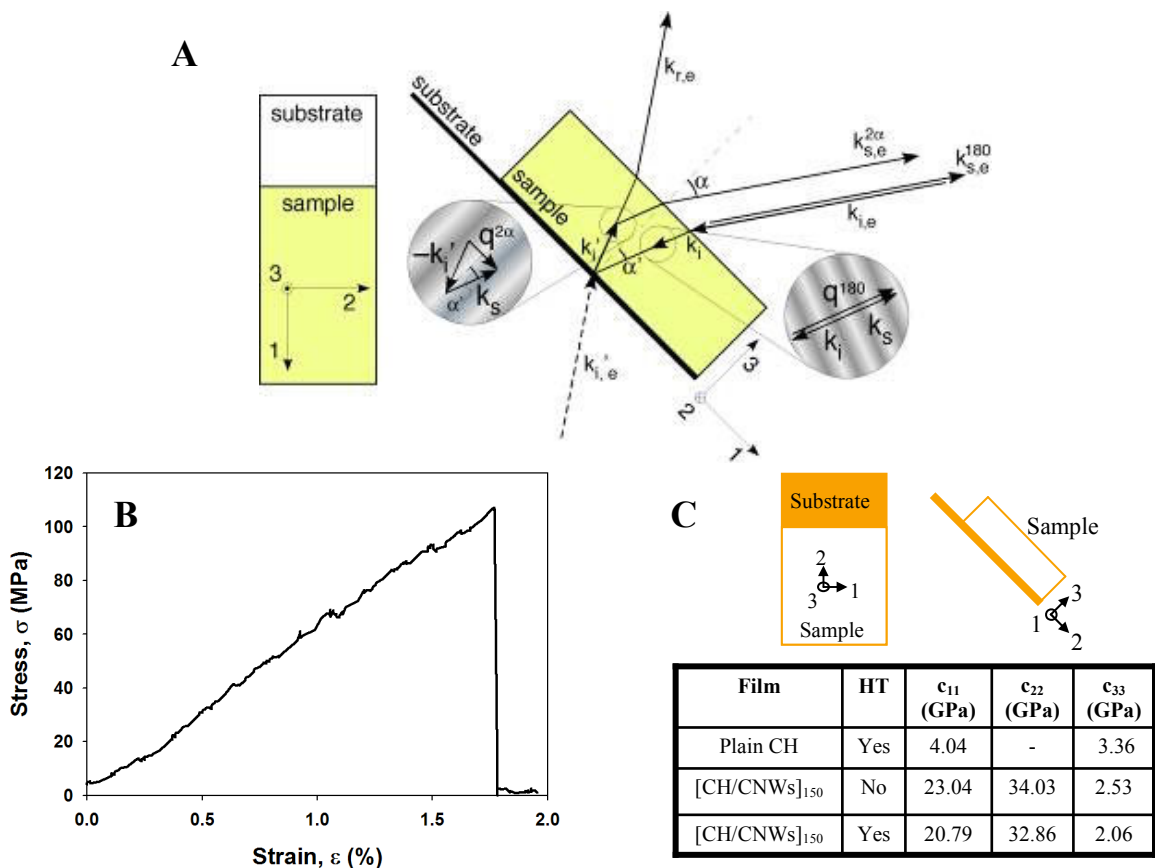 A
substrate
sample
3
2
1
substrate
sample
k_r,e
k_s,e^2α
k_s,e^180
k_i,e
α
k_i'
k_i
α'
–k_i'
q^2α
α'
k_s
q^180
k_i
k_s
k_i,e'
3
2
1
B
120
100
80
60
40
20
0
Stress, σ (MPa)
0.0 0.5 1.0 1.5 2.0
Strain, ε (%)
C
Substrate
2
3 1
Sample
Sample
3
1
2
Film HT c₁₁ (GPa) c₂₂ (GPa) c₃₃ (GPa)
Plain CH Yes 4.04 - 3.36
[CH/CNWs]₁₅₀ No 23.04 34.03 2.53
[CH/CNWs]₁₅₀ Yes 20.79 32.86 2.06